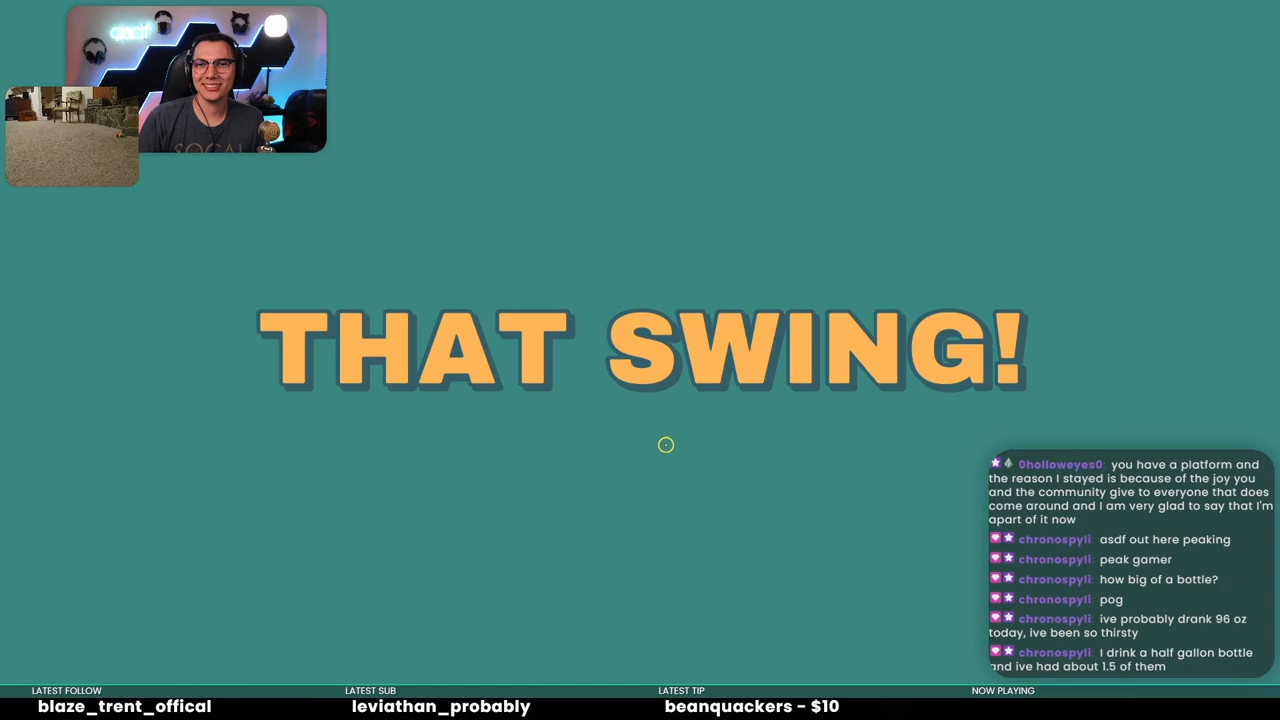 asdf
SOCAL
THAT SWING!
0holloweyes0: you have a platform and
the reason I stayed is because of the joy you
and the community give to everyone that does
come around and I am very glad to say that I'm
apart of it now
chronospyli: asdf out here peaking
chronospyli: peak gamer
chronospyli: how big of a bottle?
chronospyli: pog
chronospyli: ive probably drank 96 oz
today, ive been so thirsty
chronospyli: I drink a half gallon bottle
and ive had about 1.5 of them
LATEST FOLLOW
blaze_trent_offical
LATEST SUB
leviathan_probably
LATEST TIP
beanquackers - $10
NOW PLAYING